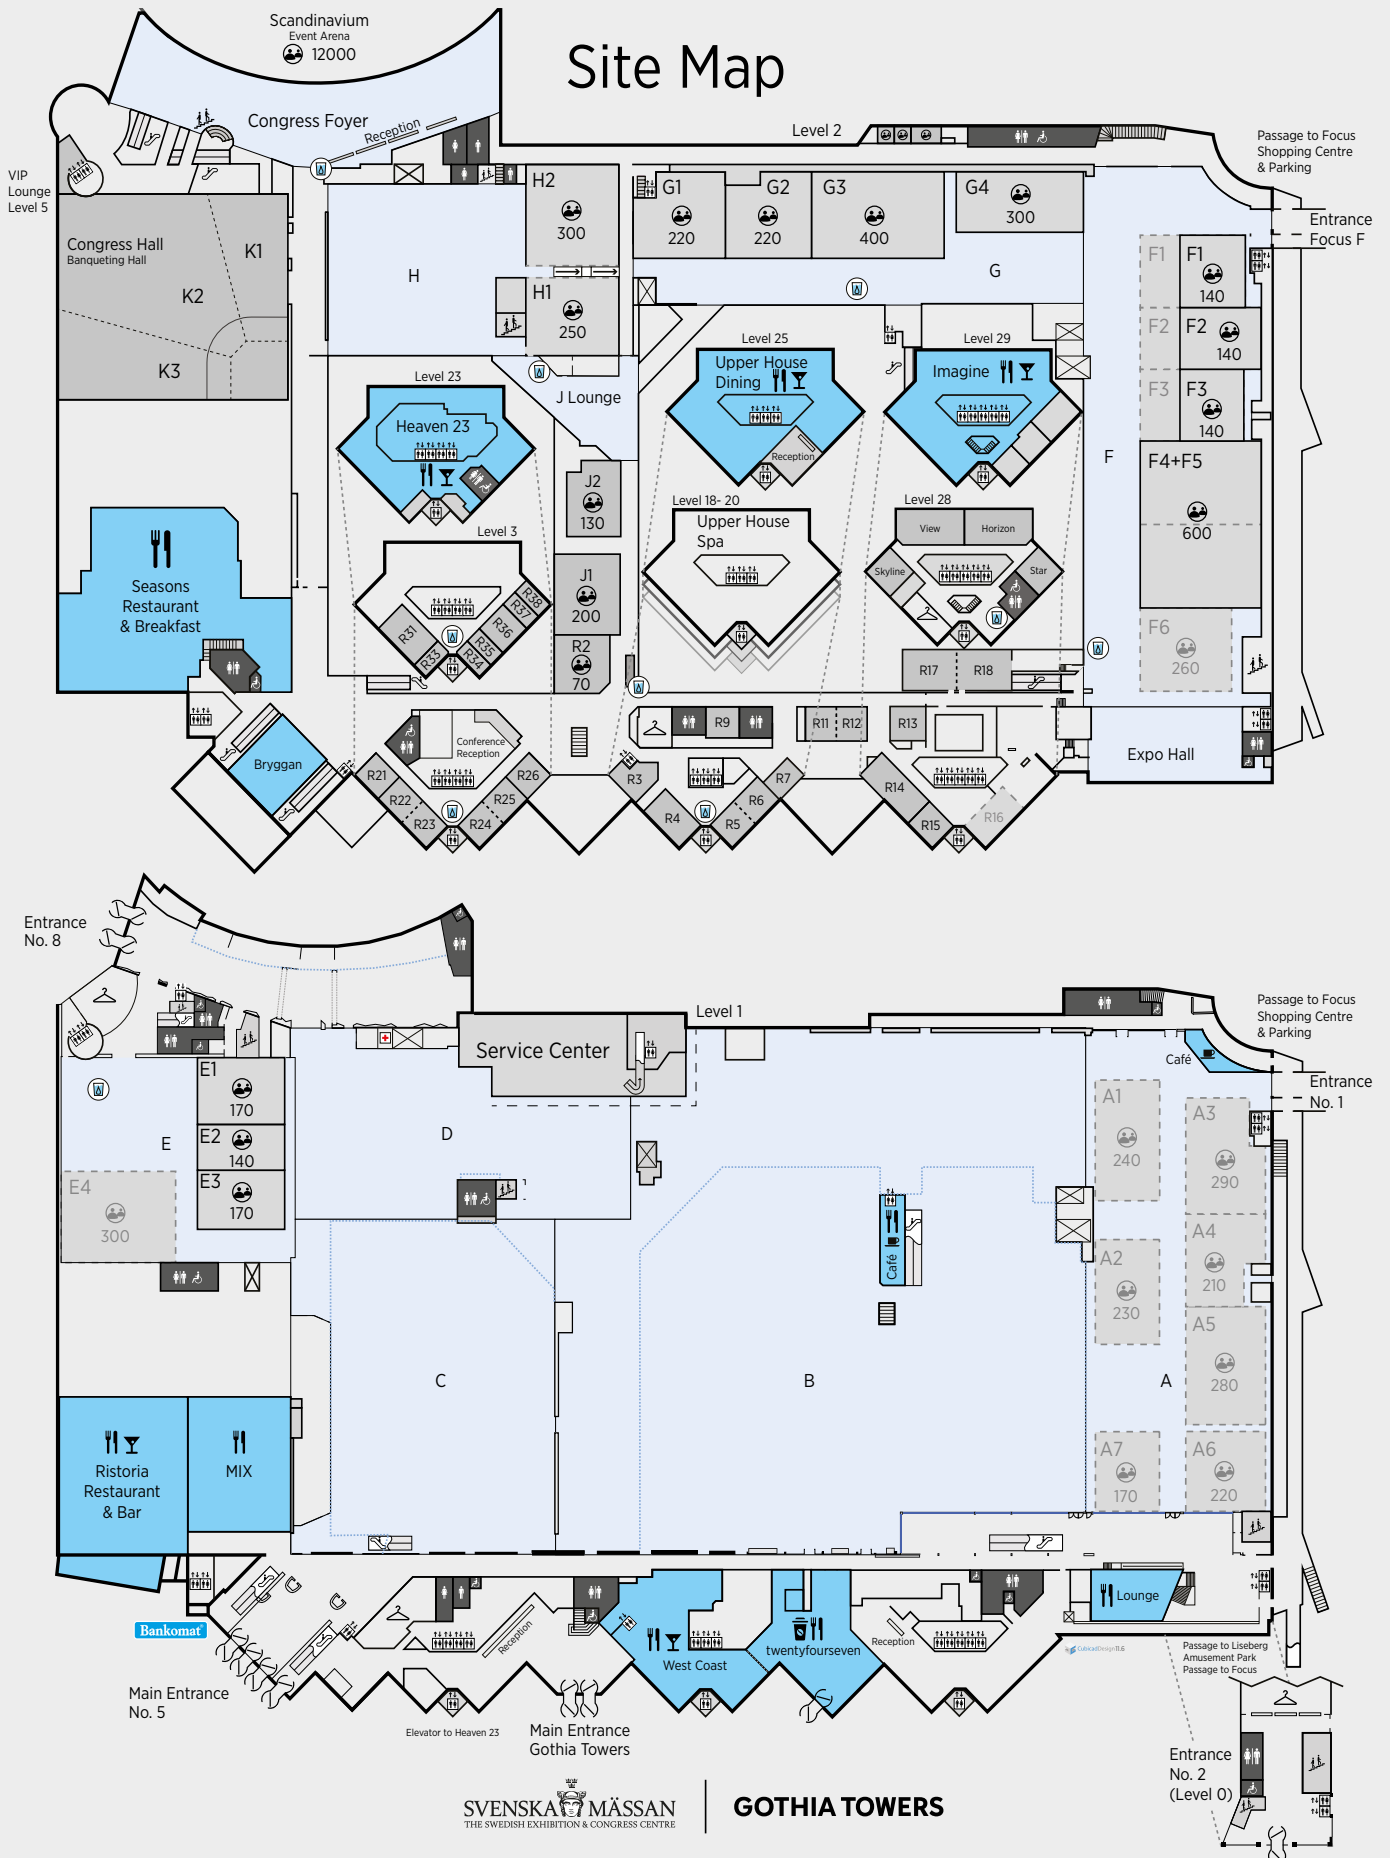 Site Map
Scandinavium
Event Arena
12000
Congress Foyer
Reception
Level 2
Passage to Focus
Shopping Centre
& Parking
VIP
Lounge
Level 5
Entrance
Focus F
Congress Hall
Banqueting Hall
K1
K2
K3
H
H2
300
H1
250
G1
220
G2
220
G3
400
G4
300
G
F1
F1
140
F2
F2
140
F3
F3
140
F
F4+F5
600
F6
260
J Lounge
Level 23
Heaven 23
Level 25
Upper House
Dining
Reception
Level 29
Imagine
J2
130
Level 18- 20
Upper House
Spa
Level 28
View
Horizon
Skyline
Star
Level 3
R31
R33
R34
R35
R36
R37
R38
J1
200
R2
70
Seasons
Restaurant
& Breakfast
R17
R18
R9
R11
R12
R13
Expo Hall
Bryggan
Conference
Reception
R21
R22
R23
R24
R25
R26
R3
R4
R5
R6
R7
R14
R15
R16
Entrance
No. 8
Level 1
Passage to Focus
Shopping Centre
& Parking
Service Center
Café
Entrance
No. 1
E1
170
E2
140
E3
170
E
E4
300
D
A1
240
A3
290
A2
230
A4
210
A5
280
A
A7
170
A6
220
Café
C
B
Ristoria
Restaurant
& Bar
MIX
Lounge
Bankomat
Reception
West Coast
twentyfourseven
Reception
CubicadDesign11.6
Passage to Liseberg
Amusement Park
Passage to Focus
Main Entrance
No. 5
Elevator to Heaven 23
Main Entrance
Gothia Towers
Entrance
No. 2
(Level 0)
SVENSKA MÄSSAN
THE SWEDISH EXHIBITION & CONGRESS CENTRE
GOTHIA TOWERS